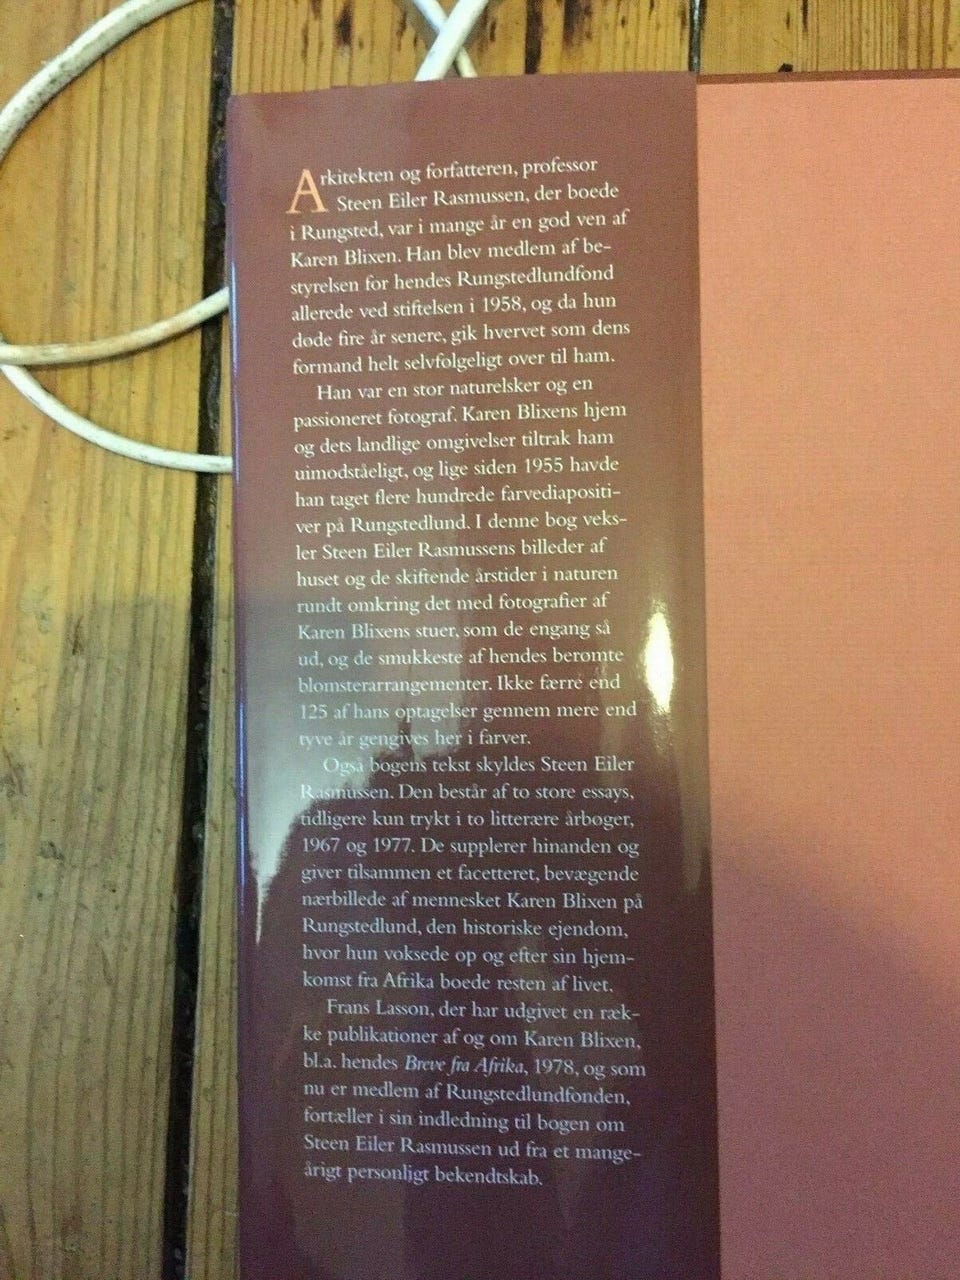 Arkitekten og forfatteren, professor
Steen Eiler Rasmussen, der boede
i Rungsted, var i mange år en god ven af
Karen Blixen. Han blev medlem af be-
styrelsen for hendes Rungstedlundfond
allerede ved stiftelsen i 1958, og da hun
døde fire år senere, gik hvervet som dens
formand helt selvfølgeligt over til ham.
Han var en stor naturelsker og en
passioneret fotograf. Karen Blixens hjem
og dets landlige omgivelser tiltrak ham
uimodståeligt, og lige siden 1955 havde
han taget flere hundrede farvediapositi-
ver på Rungstedlund. I denne bog veks-
ler Steen Eiler Rasmussens billeder af
huset og de skiftende årstider i naturen
rundt omkring det med fotografier af
Karen Blixens stuer, som de engang så
ud, og de smukkeste af hendes berømte
blomsterarrangementer. Ikke færre end
125 af hans optagelser gennem mere end
tyve år gengives her i farver.
Også bogens tekst skyldes Steen Eiler
Rasmussen. Den består af to store essays,
tidligere kun trykt i to litterære årbøger,
1967 og 1977. De supplerer hinanden og
giver tilsammen et facetteret, bevægende
nærbillede af mennesket Karen Blixen på
Rungstedlund, den historiske ejendom,
hvor hun voksede op og efter sin hjem-
komst fra Afrika boede resten af livet.
Frans Lasson, der har udgivet en ræk-
ke publikationer af og om Karen Blixen,
bl.a. hendes Breve fra Afrika, 1978, og som
nu er medlem af Rungstedlundfonden,
fortæller i sin indledning til bogen om
Steen Eiler Rasmussen ud fra et mange-
årigt personligt bekendtskab.